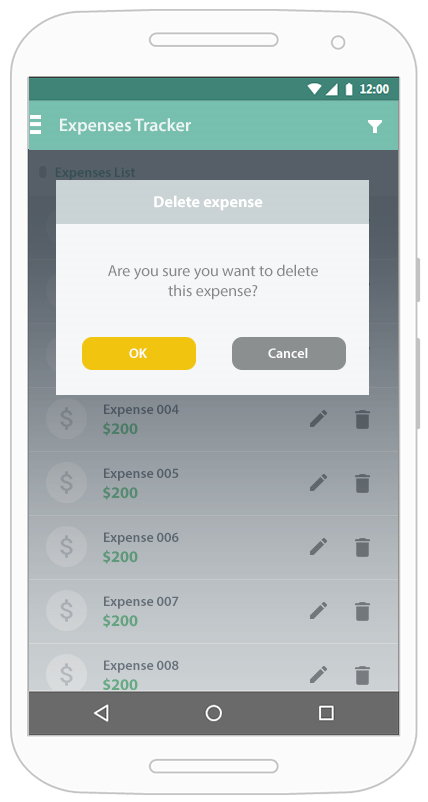 12:00
Expenses Tracker
Expenses List
Delete expense
Are you sure you want to delete
this expense?
OK
Cancel
Expense 004
$200
Expense 005
$200
Expense 006
$200
Expense 007
$200
Expense 008
$200